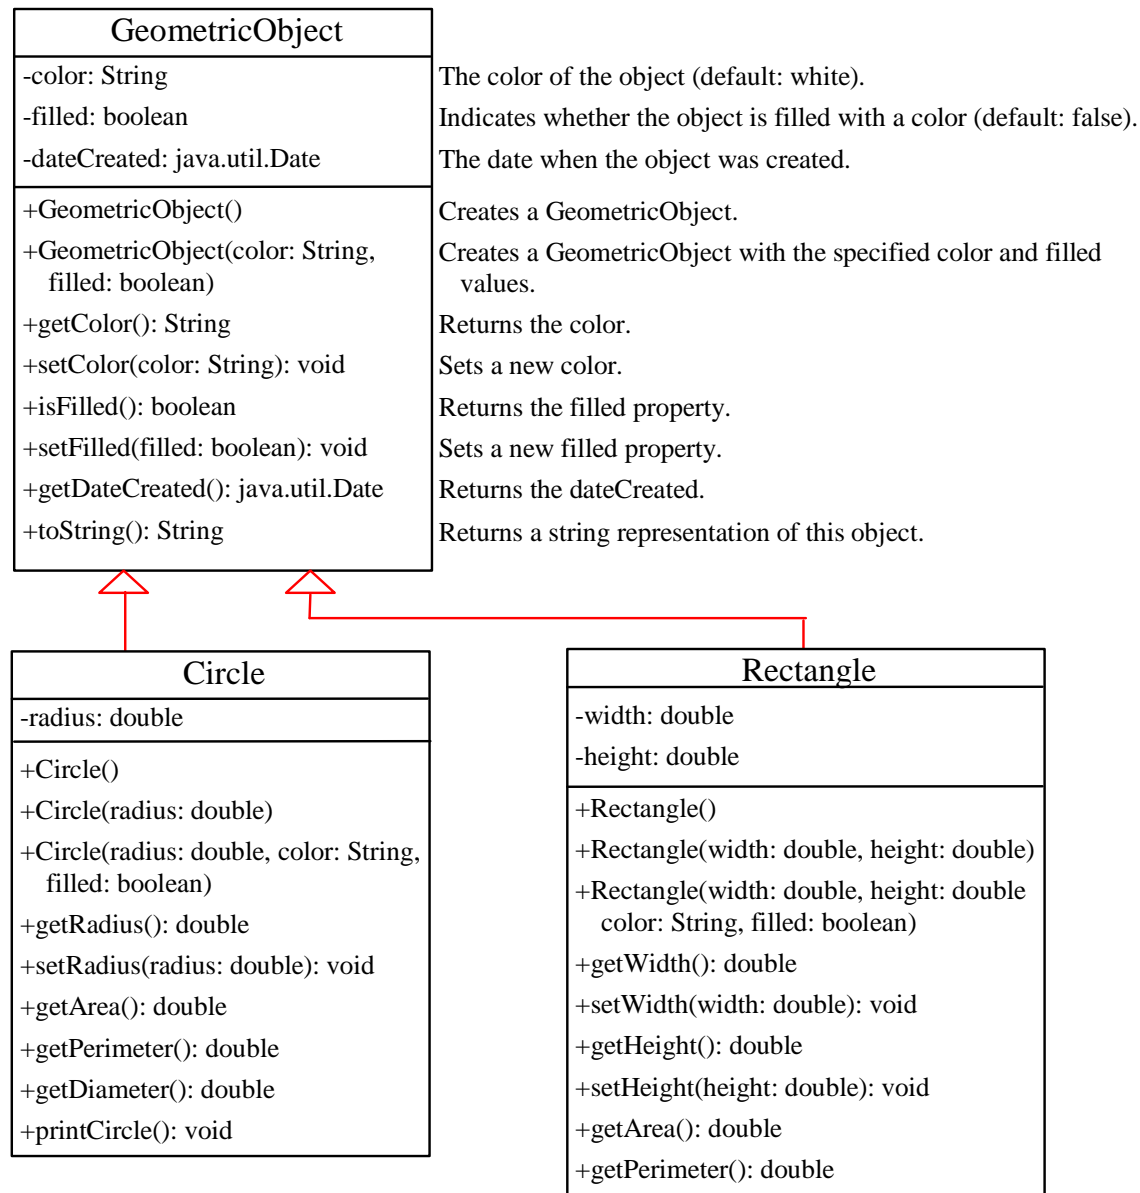 GeometricObject
-color: String
The color of the object (default: white).
-filled: boolean
Indicates whether the object is filled with a color (default: false).
-dateCreated: java.util.Date
The date when the object was created.
+GeometricObject()
Creates a GeometricObject.
+GeometricObject(color: String,
filled: boolean)
Creates a GeometricObject with the specified color and filled
values.
+getColor(): String
Returns the color.
+setColor(color: String): void
Sets a new color.
+isFilled(): boolean
Returns the filled property.
+setFilled(filled: boolean): void
Sets a new filled property.
+getDateCreated(): java.util.Date
Returns the dateCreated.
+toString(): String
Returns a string representation of this object.
Circle
-radius: double
+Circle()
+Circle(radius: double)
+Circle(radius: double, color: String,
filled: boolean)
+getRadius(): double
+setRadius(radius: double): void
+getArea(): double
+getPerimeter(): double
+getDiameter(): double
+printCircle(): void
Rectangle
-width: double
-height: double
+Rectangle()
+Rectangle(width: double, height: double)
+Rectangle(width: double, height: double
color: String, filled: boolean)
+getWidth(): double
+setWidth(width: double): void
+getHeight(): double
+setHeight(height: double): void
+getArea(): double
+getPerimeter(): double